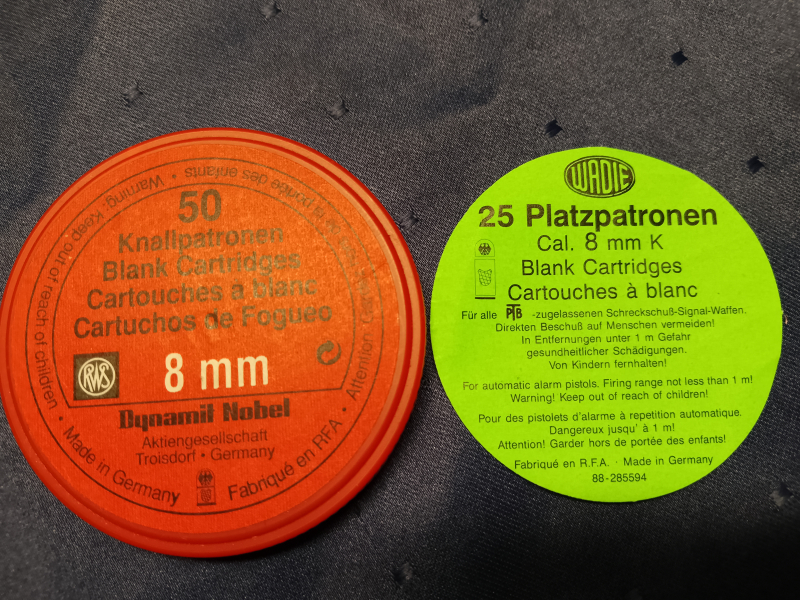 50
Knallpatronen
Blank Cartridges
Cartouches à blanc
Cartuchos de Fogueo
RWS
8 mm
Dynamit Nobel
Aktiengesellschaft
Troisdorf • Germany
Made in Germany
Fabriqué en RFA
Attention!
des enfants
Warning. Keep out of reach of children
WADIE
25 Platzpatronen
Cal. 8 mm K
Blank Cartridges
Cartouches à blanc
Für alle PTB -zugelassenen Schreckschuß-Signal-Waffen.
Direkten Beschuß auf Menschen vermeiden!
In Entfernungen unter 1 m Gefahr
gesundheitlicher Schädigungen.
Von Kindern fernhalten!
For automatic alarm pistols. Firing range not less than 1 m!
Warning! Keep out of reach of children!
Pour des pistolets d'alarme à repetition automatique.
Dangereux jusqu' à 1 m!
Attention! Garder hors de portée des enfants!
Fabriqué en R.F.A. · Made in Germany
88-285594